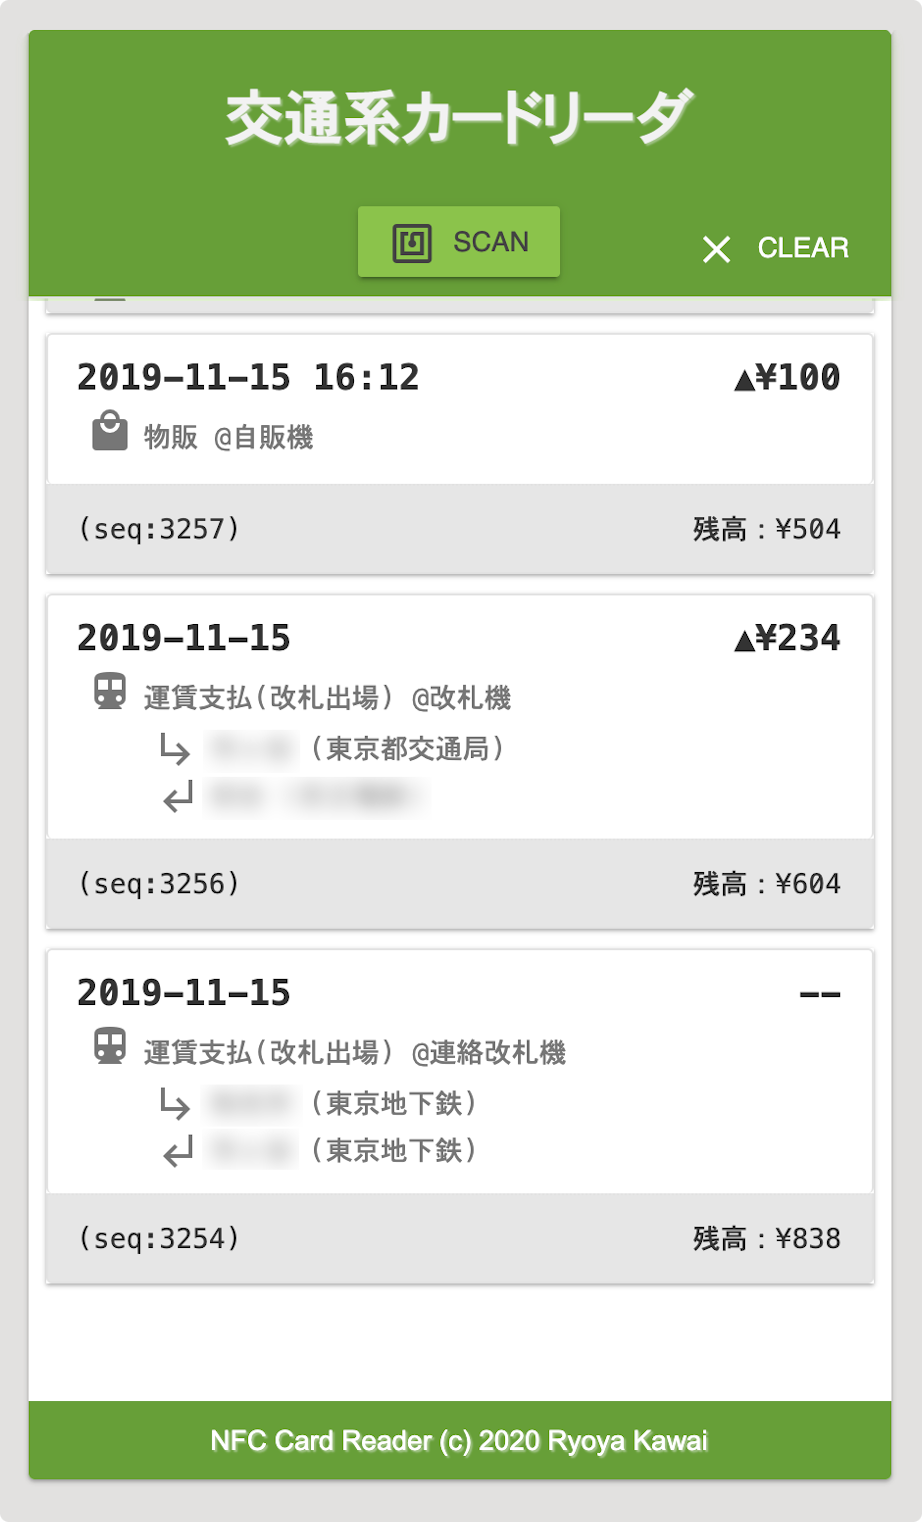 交通系カードリーダ
SCAN
CLEAR
2019-11-15 16:12 ▲¥100
物販 @自販機
(seq:3257) 残高：¥504
2019-11-15 ▲¥234
運賃支払(改札出場) @改札機
(東京都交通局)
(seq:3256) 残高：¥604
2019-11-15 --
運賃支払(改札出場) @連絡改札機
(東京地下鉄)
(東京地下鉄)
(seq:3254) 残高：¥838
NFC Card Reader (c) 2020 Ryoya Kawai